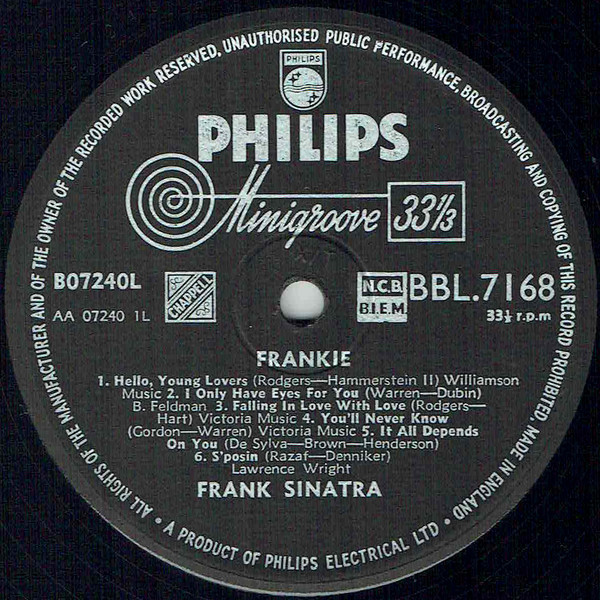 ALL RIGHTS OF THE MANUFACTURER AND OF THE OWNER OF THE RECORDED WORK RESERVED, UNAUTHORISED PUBLIC PERFORMANCE, BROADCASTING AND COPYING OF THIS RECORD PROHIBITED. MADE IN ENGLAND
PHILIPS
PHILIPS
Minigroove 33 1/3
B07240L
CHAPPELL
N.C.B.
B.I.E.M.
BBL.7168
AA 07240 1L
33⅓ r.p.m
FRANKIE
1. Hello, Young Lovers (Rodgers—Hammerstein II) Williamson
Music 2. I Only Have Eyes For You (Warren—Dubin)
B. Feldman 3. Falling In Love With Love (Rodgers—
Hart) Victoria Music 4. You'll Never Know
(Gordon—Warren) Victoria Music 5. It All Depends
On You (De Sylva—Brown—Henderson)
6. S'posin (Razaf—Denniker)
Lawrence Wright
FRANK SINATRA
• A PRODUCT OF PHILIPS ELECTRICAL LTD •